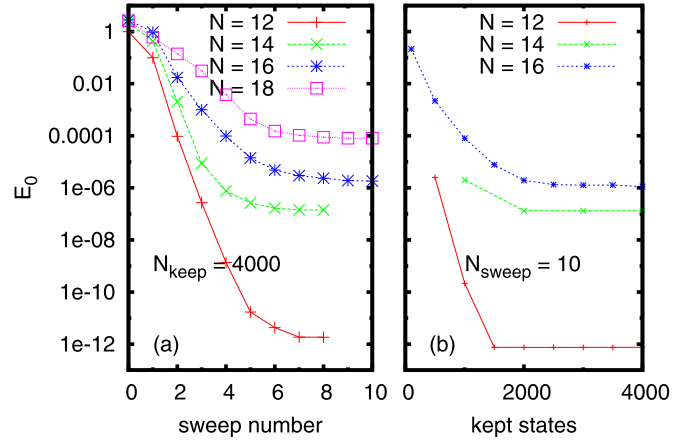 N = 12
N = 14
N = 16
N = 18
N = 12
N = 14
N = 16
1
0.01
0.0001
1e-06
1e-08
1e-10
1e-12
E0
Nkeep = 4000
Nsweep = 10
(a)
(b)
0 2 4 6 8 10
0 2000 4000
sweep number
kept states